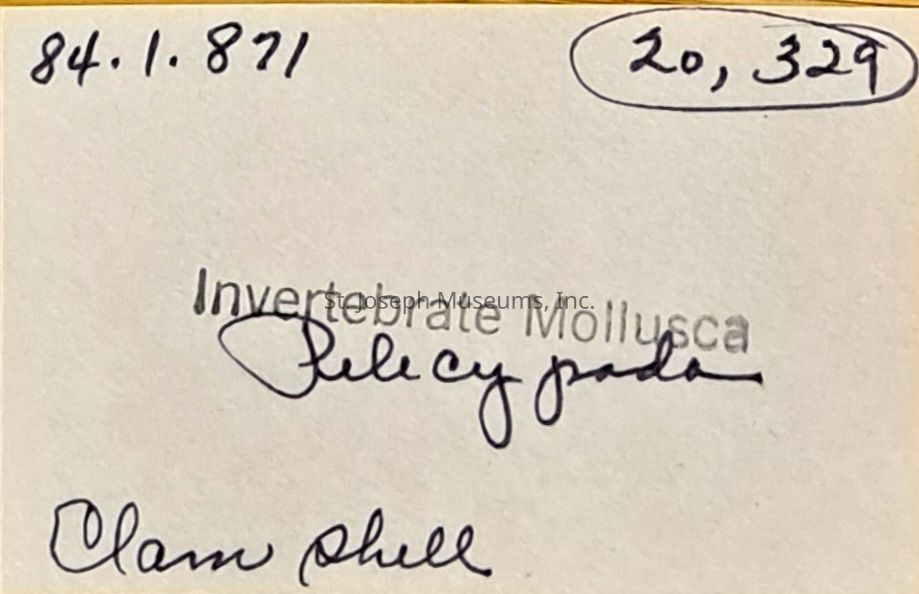 84.1.871
20,329
Invertebrate Mollusca
St. Joseph Museums, Inc.
Pelecypoda
Clam shell